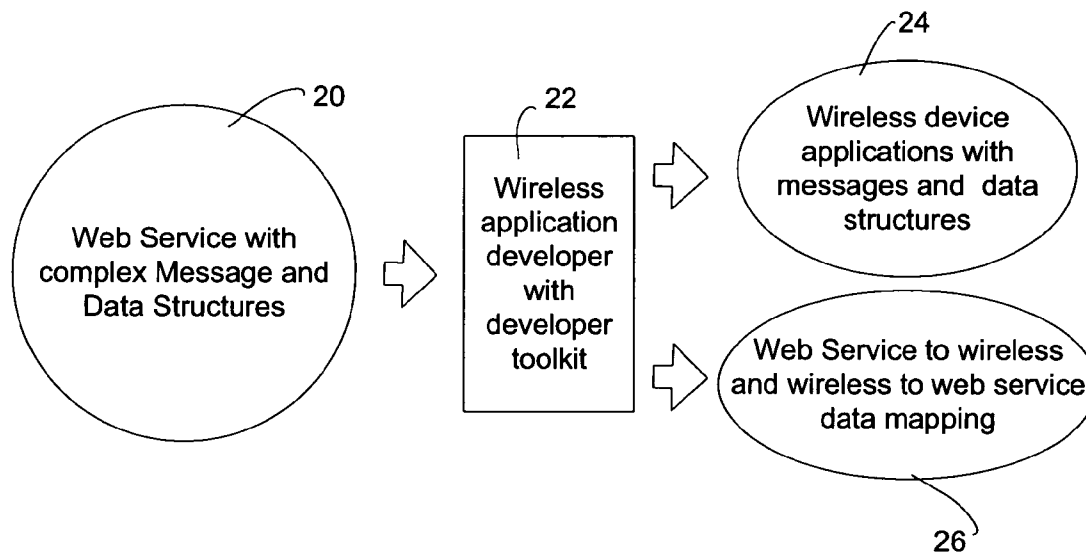 20
Web Service with
complex Message and
Data Structures
22
Wireless
application
developer
with
developer
toolkit
24
Wireless device
applications with
messages and data
structures
Web Service to wireless
and wireless to web service
data mapping
26